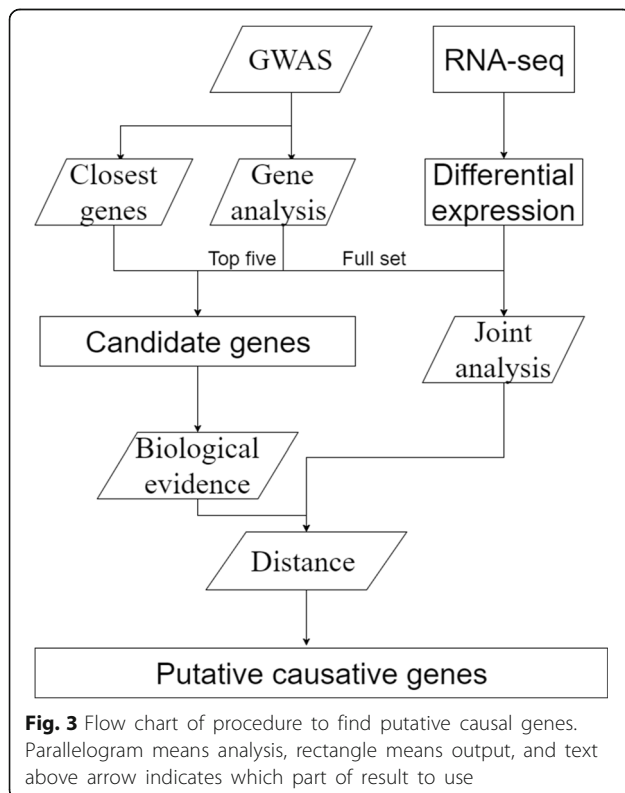 GWAS
RNA-seq
Closest
genes
Gene
analysis
Differential
expression
Top five
Full set
Candidate genes
Joint
analysis
Biological
evidence
Distance
Putative causative genes
Fig. 3 Flow chart of procedure to find putative causal genes.
Parallelogram means analysis, rectangle means output, and text
above arrow indicates which part of result to use